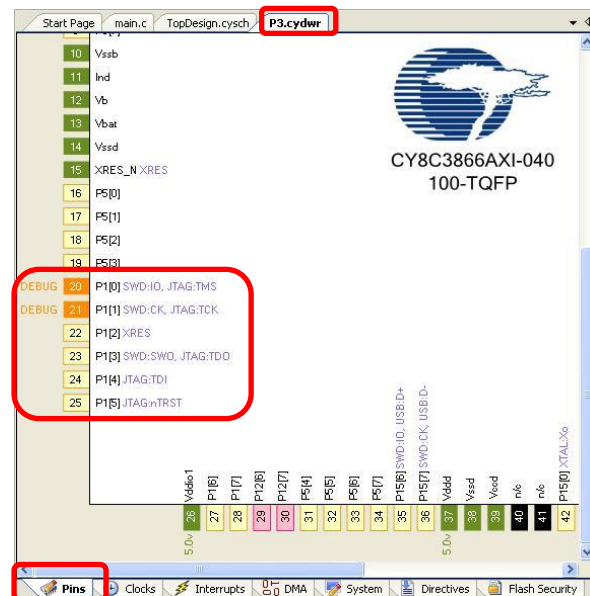 Start Page main.c TopDesign.cysch P3.cydwr
10 Vssb
11 Ind
12 Vb
13 Vbat
14 Vssd
15 XRES_N XRES
16 P5[0]
17 P5[1]
18 P5[2]
19 P5[3]
DEBUG 20 P1[0] SWD:IO, JTAG:TMS
DEBUG 21 P1[1] SWD:CK, JTAG:TCK
22 P1[2] XRES
23 P1[3] SWD:SWO, JTAG:TDO
24 P1[4] JTAG:TDI
25 P1[5] JTAG:nTRST
CY8C3866AXI-040
100-TQFP
5.0v 26 Vddio1
27 P1[6]
28 P1[7]
29 P12[6]
30 P12[7]
31 P5[4]
32 P5[5]
33 P5[6]
34 P5[7]
35 P15[6] SWD:IO, USB:D+
36 P15[7] SWD:CK, USB:D-
5.0v 37 Vddd
38 Vssd
39 Vccd
40 n/c
41 n/c
42 P15[0] XTAL:Xo
Pins Clocks Interrupts DMA System Directives Flash Security